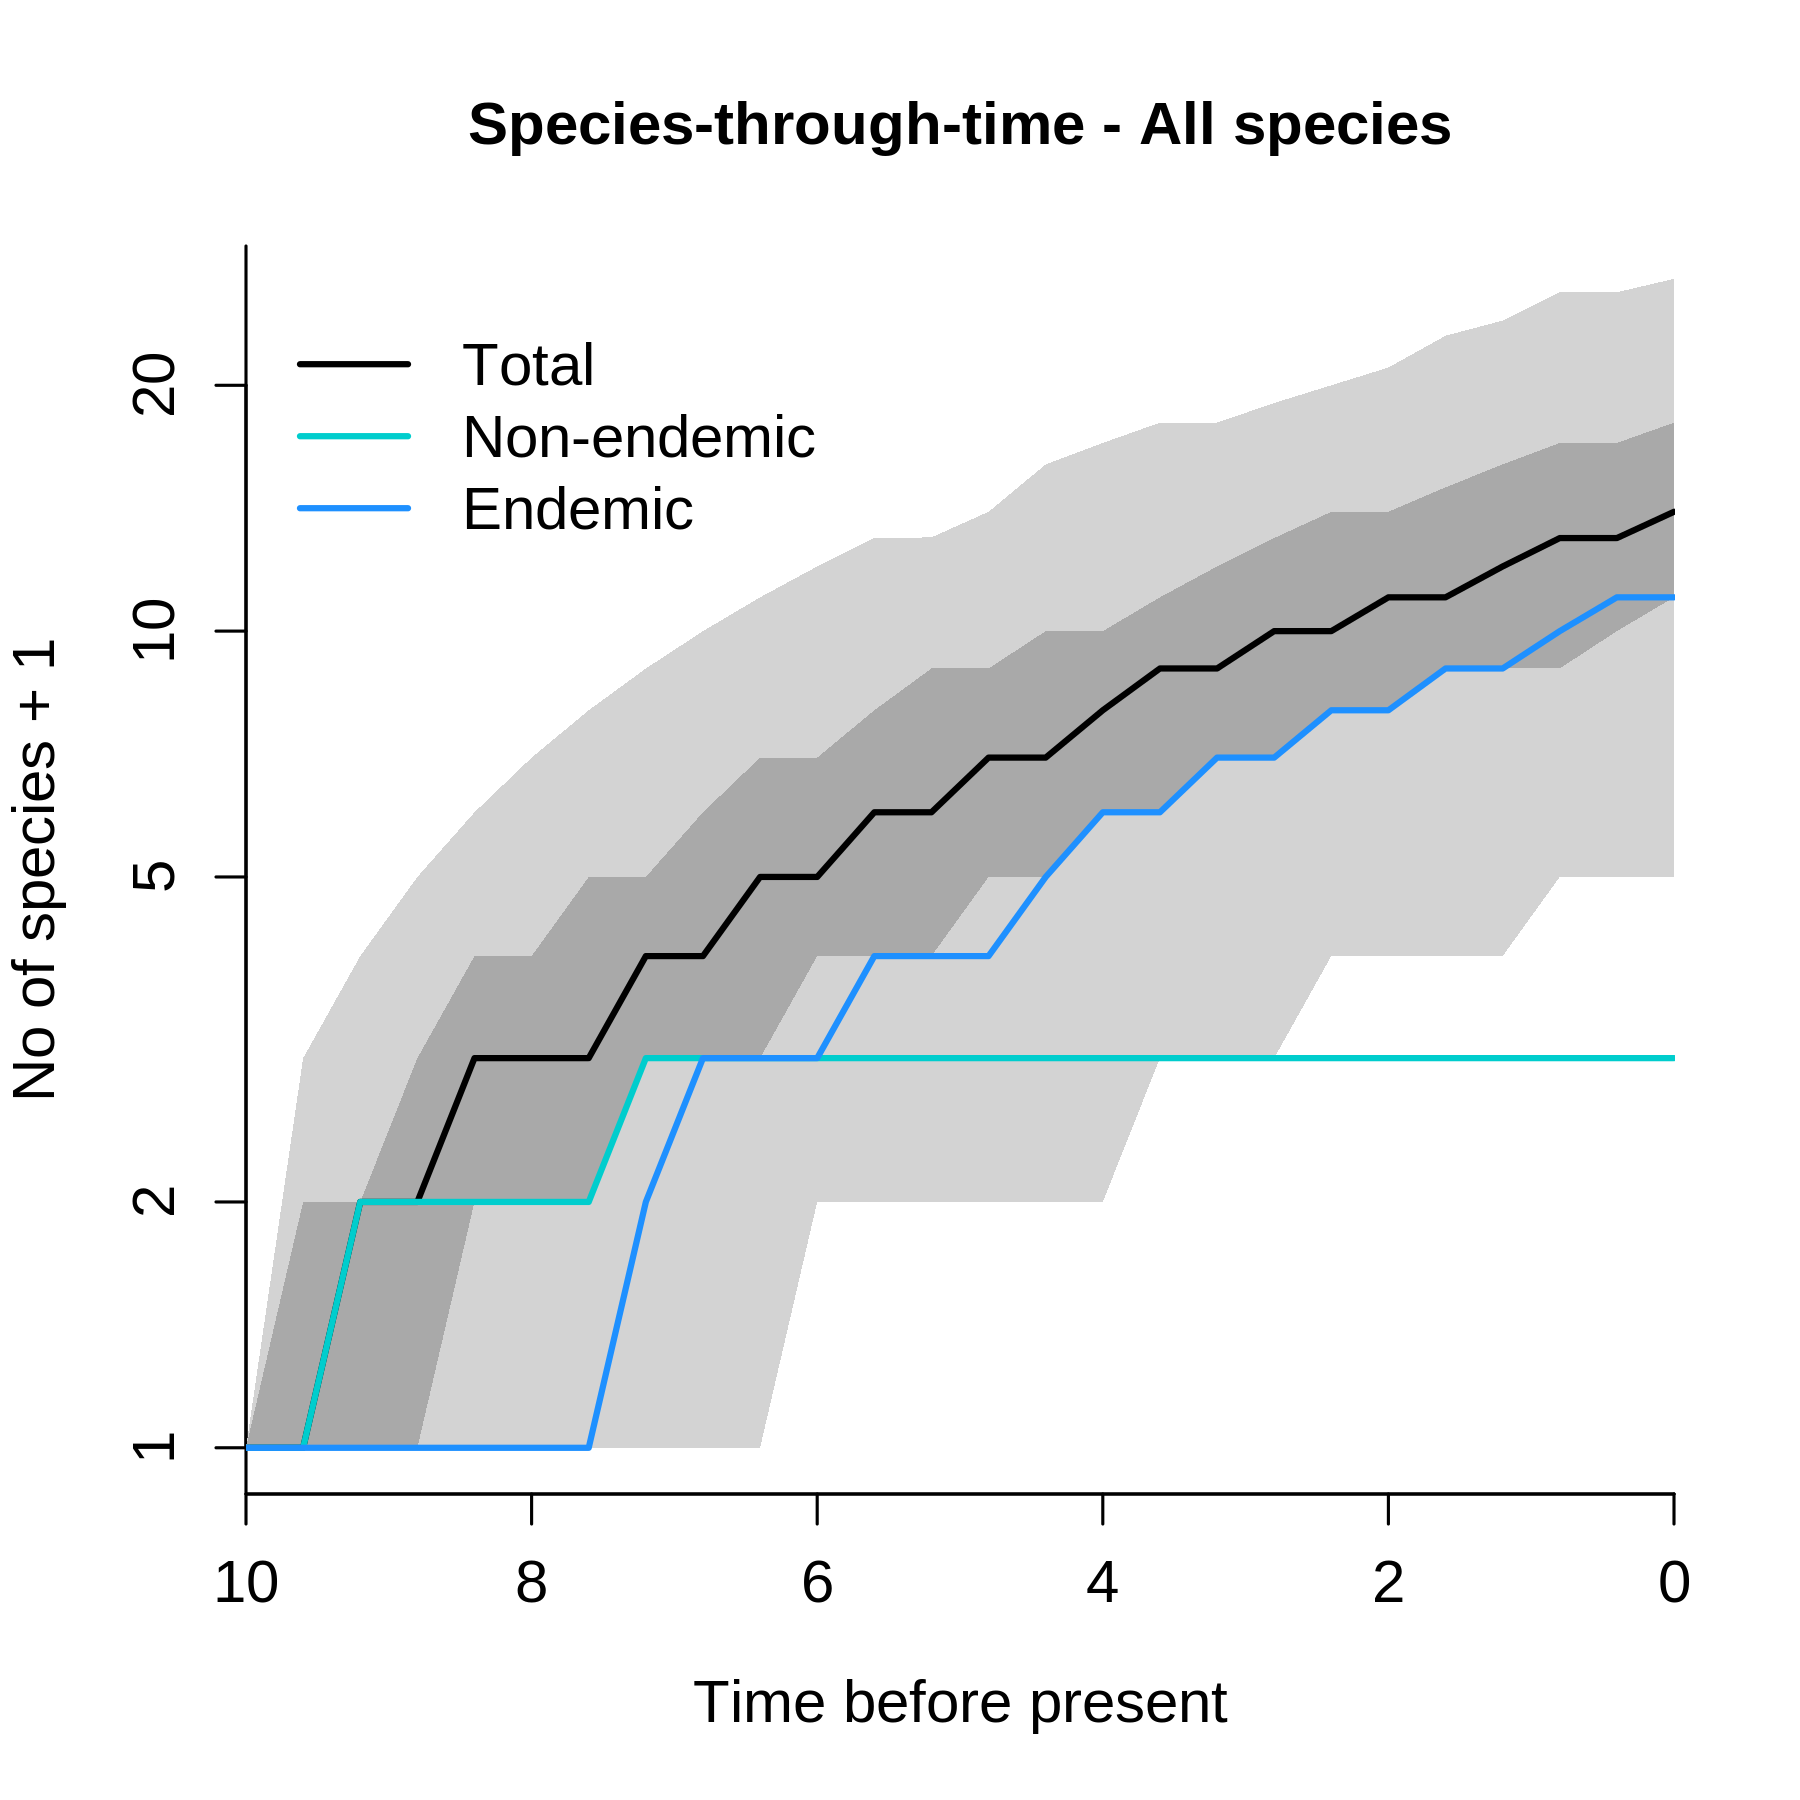 Species-through-time - All species
Total
Non-endemic
Endemic
No of species + 1
20
10
5
2
1
10 8 6 4 2 0
Time before present